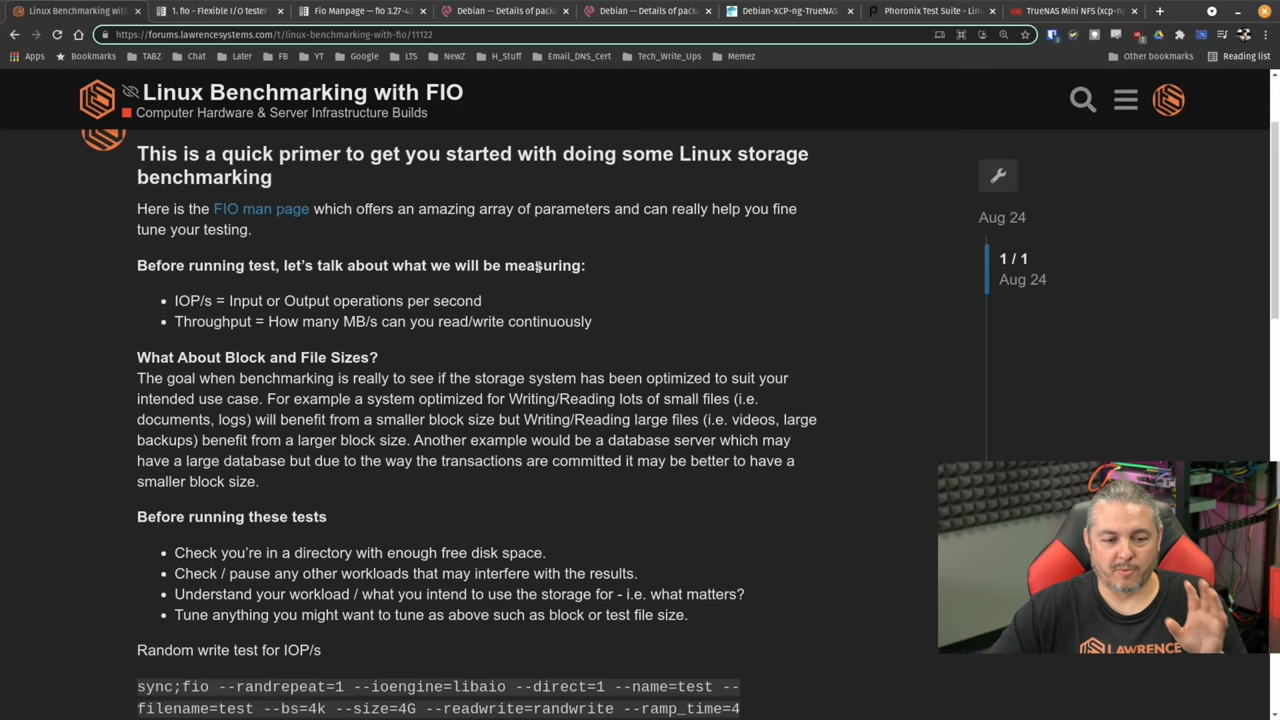 Linux Benchmarking with
1. fio - Flexible I/O tester
Fio Manpage — fio 3.27-43
Debian -- Details of pack
Debian -- Details of pack
Debian-XCP-ng-TrueNAS
Phoronix Test Suite - Lin
TrueNAS Mini NFS (xcp-n
https://forums.lawrencesystems.com/t/linux-benchmarking-with-fio/11122
Apps
Bookmarks
TABZ
Chat
Later
FB
YT
Google
LTS
NewZ
H_Stuff
Email_DNS_Cert
Tech_Write_Ups
Memez
Other bookmarks
Reading list
Linux Benchmarking with FIO
Computer Hardware & Server Infrastructure Builds
This is a quick primer to get you started with doing some Linux storage
benchmarking
Here is the FIO man page which offers an amazing array of parameters and can really help you fine
tune your testing.
Before running test, let's talk about what we will be measuring:
• IOP/s = Input or Output operations per second
• Throughput = How many MB/s can you read/write continuously
What About Block and File Sizes?
The goal when benchmarking is really to see if the storage system has been optimized to suit your
intended use case. For example a system optimized for Writing/Reading lots of small files (i.e.
documents, logs) will benefit from a smaller block size but Writing/Reading large files (i.e. videos, large
backups) benefit from a larger block size. Another example would be a database server which may
have a large database but due to the way the transactions are committed it may be better to have a
smaller block size.
Before running these tests
• Check you're in a directory with enough free disk space.
• Check / pause any other workloads that may interfere with the results.
• Understand your workload / what you intend to use the storage for - i.e. what matters?
• Tune anything you might want to tune as above such as block or test file size.
Random write test for IOP/s
sync;fio --randrepeat=1 --ioengine=libaio --direct=1 --name=test --
filename=test --bs=4k --size=4G --readwrite=randwrite --ramp_time=4
Aug 24
1 / 1
Aug 24
LAWRENCE